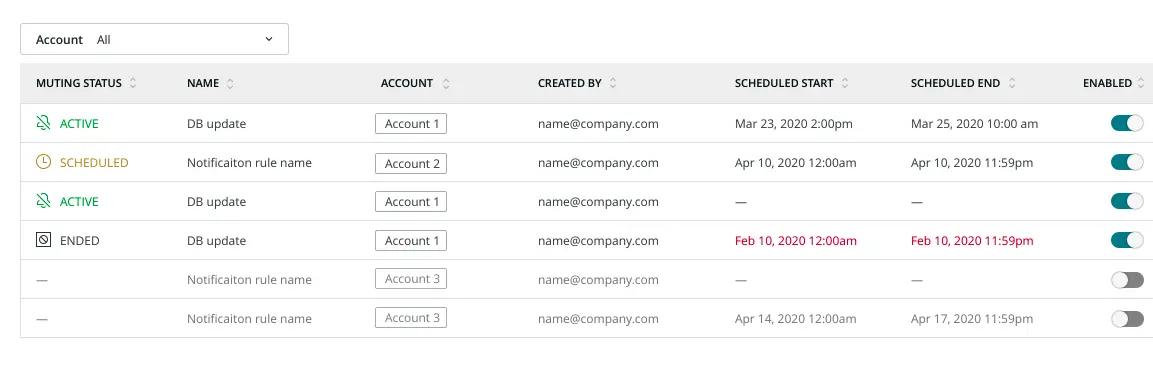 Account All
MUTING STATUS NAME ACCOUNT CREATED BY SCHEDULED START SCHEDULED END ENABLED
ACTIVE DB update Account 1 name@company.com Mar 23, 2020 2:00pm Mar 25, 2020 10:00 am
SCHEDULED Notificaiton rule name Account 2 name@company.com Apr 10, 2020 12:00am Apr 10, 2020 11:59pm
ACTIVE DB update Account 1 name@company.com — —
ENDED DB update Account 1 name@company.com Feb 10, 2020 12:00am Feb 10, 2020 11:59pm
— Notificaiton rule name Account 3 name@company.com — —
— Notificaiton rule name Account 3 name@company.com Apr 14, 2020 12:00am Apr 17, 2020 11:59pm